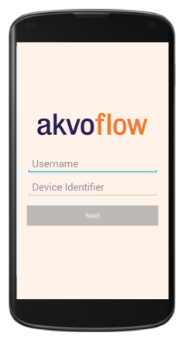 akvoflow
Username
Device Identifier
Next